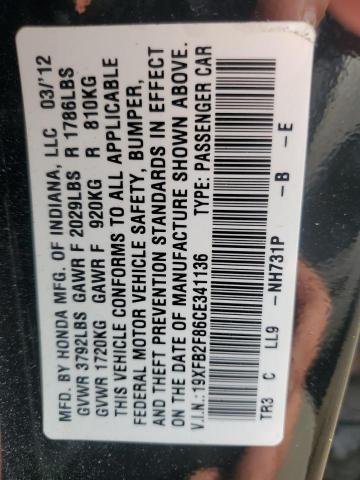 MFD. BY HONDA MFG. OF INDIANA, LLC 03/'12
GVWR 3792LBS GAWR F 2029LBS R 1786LBS
GVWR 1720KG GAWR F 920KG R 810KG
THIS VEHICLE CONFORMS TO ALL APPLICABLE
FEDERAL MOTOR VEHICLE SAFETY, BUMPER,
AND THEFT PREVENTION STANDARDS IN EFFECT
ON THE DATE OF MANUFACTURE SHOWN ABOVE.
V.I.N.: 19XFB2F86CE341136 TYPE: PASSENGER CAR
TR3 C LL9 -NH731P -B -E